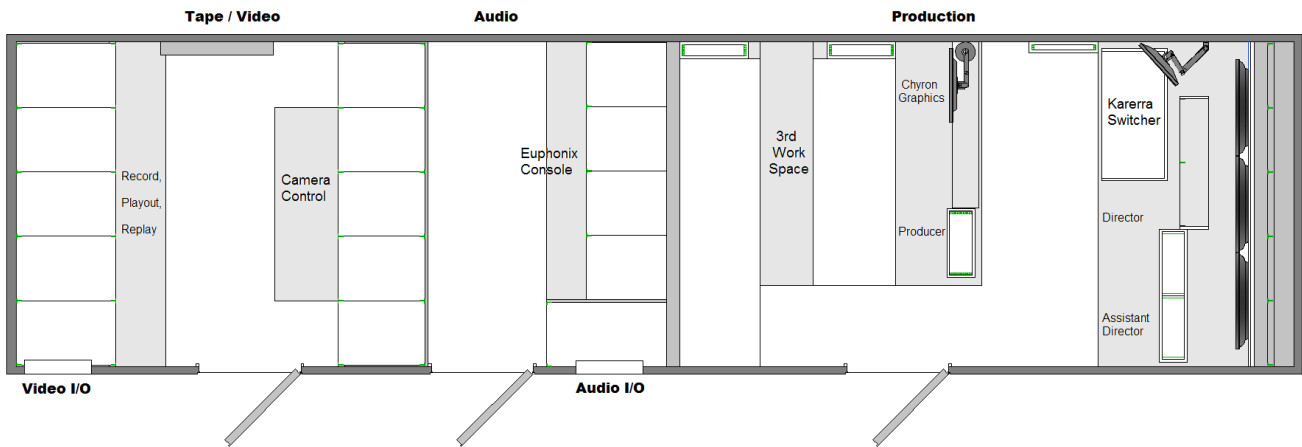 Tape / Video
Audio
Production
Record,
Playout,
Replay
Camera
Control
Euphonix
Console
3rd
Work
Space
Chyron
Graphics
Producer
Karerra
Switcher
Director
Assistant
Director
Video I/O
Audio I/O